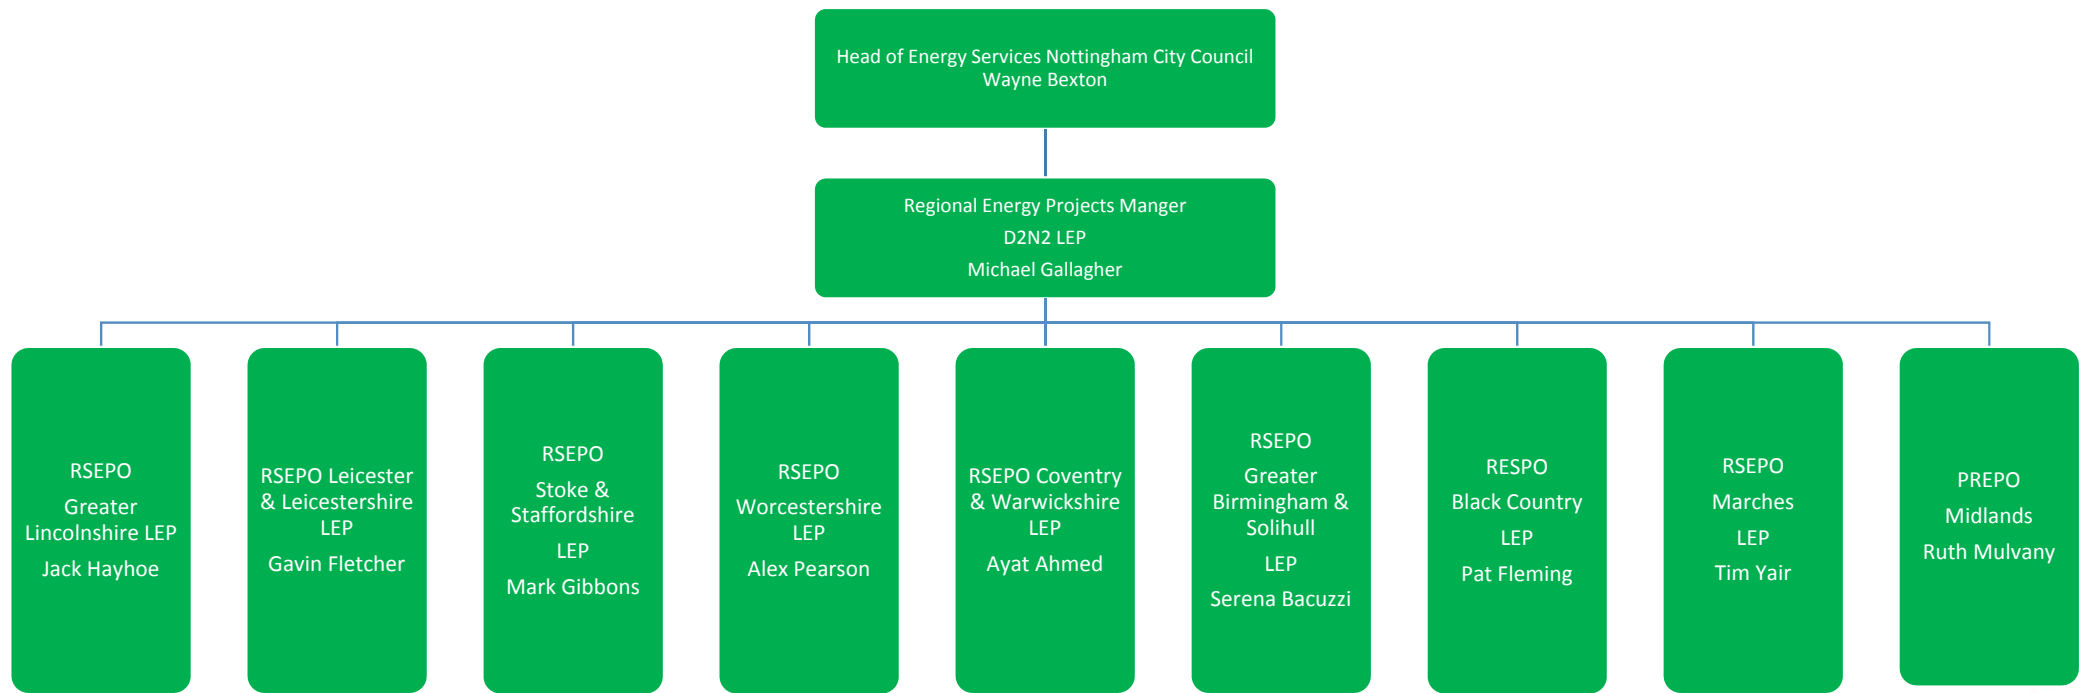 Head of Energy Services Nottingham City Council
Wayne Bexton
Regional Energy Projects Manger
D2N2 LEP
Michael Gallagher
RSEPO
Greater
Lincolnshire LEP
Jack Hayhoe
RSEPO Leicester
& Leicestershire
LEP
Gavin Fletcher
RSEPO
Stoke &
Staffordshire
LEP
Mark Gibbons
RSEPO
Worcestershire
LEP
Alex Pearson
RSEPO Coventry
& Warwickshire
LEP
Ayat Ahmed
RSEPO
Greater
Birmingham &
Solihull
LEP
Serena Bacuzzi
RESPO
Black Country
LEP
Pat Fleming
RSEPO
Marches
LEP
Tim Yair
PREPO
Midlands
Ruth Mulvany